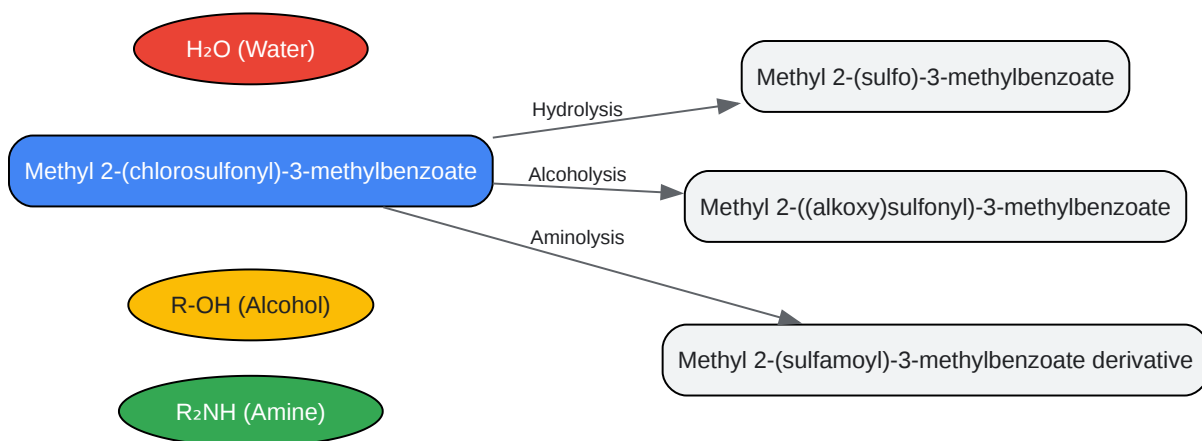 H₂O (Water)
Methyl 2-(sulfo)-3-methylbenzoate
Hydrolysis
Methyl 2-(chlorosulfonyl)-3-methylbenzoate
Alcoholysis
Methyl 2-((alkoxy)sulfonyl)-3-methylbenzoate
Aminolysis
R-OH (Alcohol)
Methyl 2-(sulfamoyl)-3-methylbenzoate derivative
R₂NH (Amine)